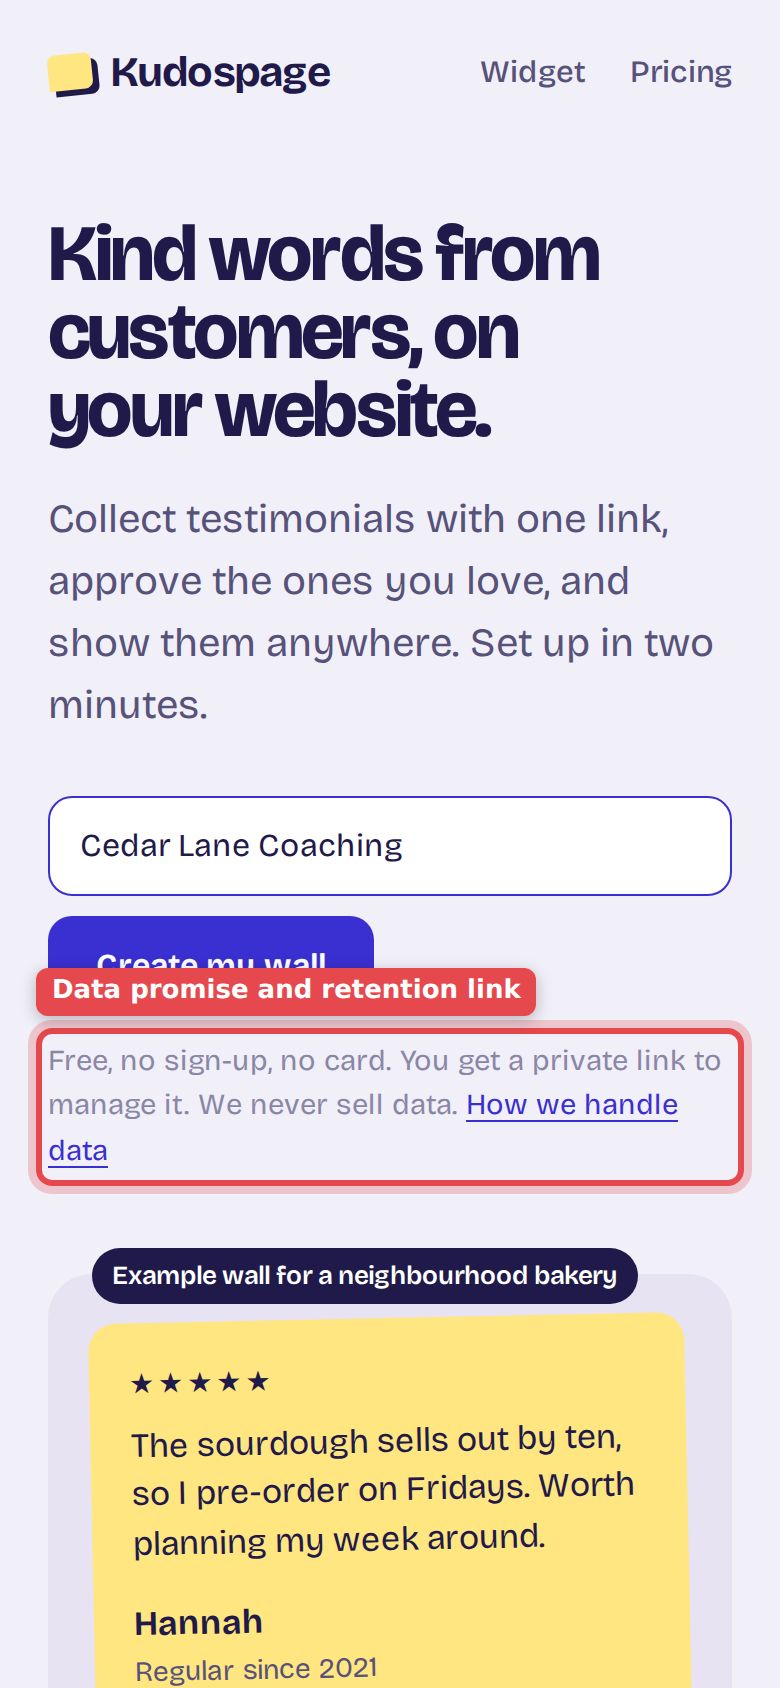 Kudospage
Widget Pricing
Kind words from
customers, on
your website.
Collect testimonials with one link,
approve the ones you love, and
show them anywhere. Set up in two
minutes.
Cedar Lane Coaching
Create my wall
Data promise and retention link
Free, no sign-up, no card. You get a private link to
manage it. We never sell data. How we handle
data
Example wall for a neighbourhood bakery
★★★★★
The sourdough sells out by ten,
so I pre-order on Fridays. Worth
planning my week around.
Hannah
Regular since 2021